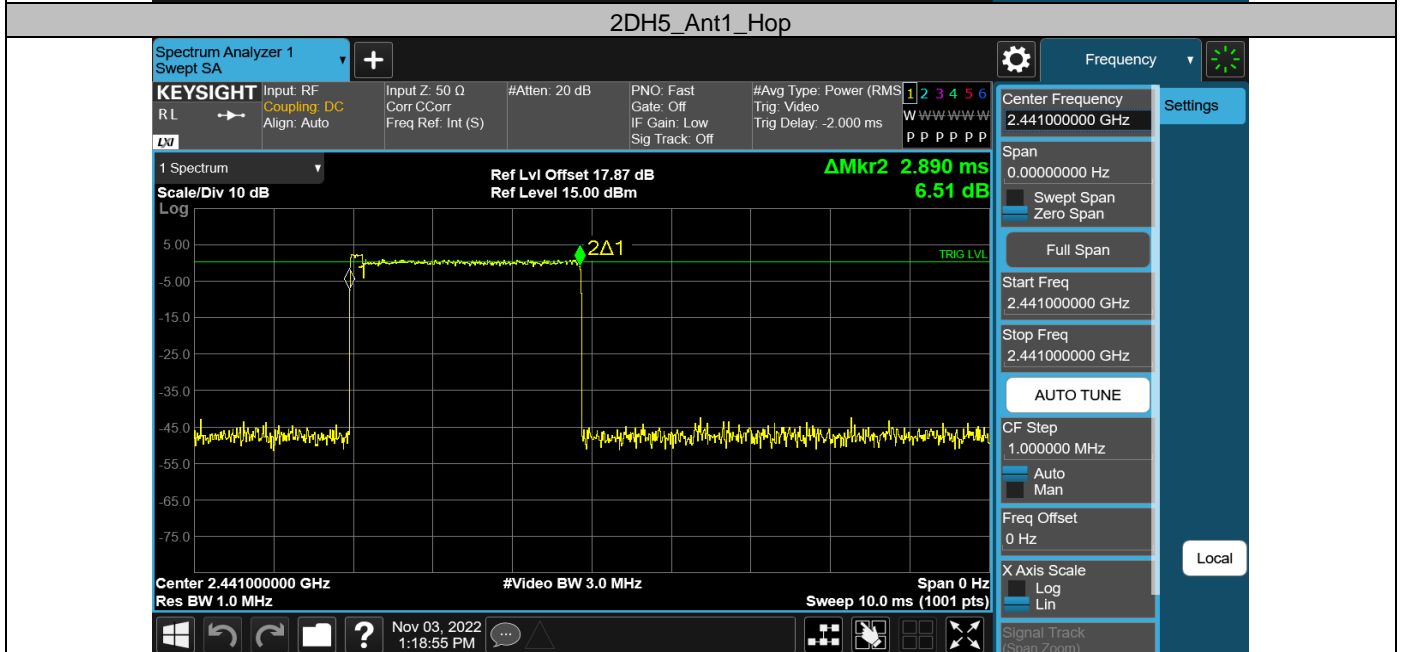 2DH5_Ant1_Hop
Spectrum Analyzer 1
Swept SA
Frequency
KEYSIGHT
R L
LXI
Input: RF
Coupling: DC
Align: Auto
Input Z: 50 Ω
Corr CCorr
Freq Ref: Int (S)
#Atten: 20 dB
PNO: Fast
Gate: Off
IF Gain: Low
Sig Track: Off
#Avg Type: Power (RMS
Trig: Video
Trig Delay: -2.000 ms
1 2 3 4 5 6
W W W W W W
P P P P P P
1 Spectrum
Scale/Div 10 dB
Log
Ref Lvl Offset 17.87 dB
Ref Level 15.00 dBm
ΔMkr2 2.890 ms
6.51 dB
2Δ1
1
TRIG LVL
5.00
-5.00
-15.0
-25.0
-35.0
-45.0
-55.0
-65.0
-75.0
Center 2.441000000 GHz
Res BW 1.0 MHz
#Video BW 3.0 MHz
Span 0 Hz
Sweep 10.0 ms (1001 pts)
?
Nov 03, 2022
1:18:55 PM
Center Frequency
2.441000000 GHz
Settings
Span
0.00000000 Hz
Swept Span
Zero Span
Full Span
Start Freq
2.441000000 GHz
Stop Freq
2.441000000 GHz
AUTO TUNE
CF Step
1.000000 MHz
Auto
Man
Freq Offset
0 Hz
X Axis Scale
Log
Lin
Local
Signal Track
(Span Zoom)